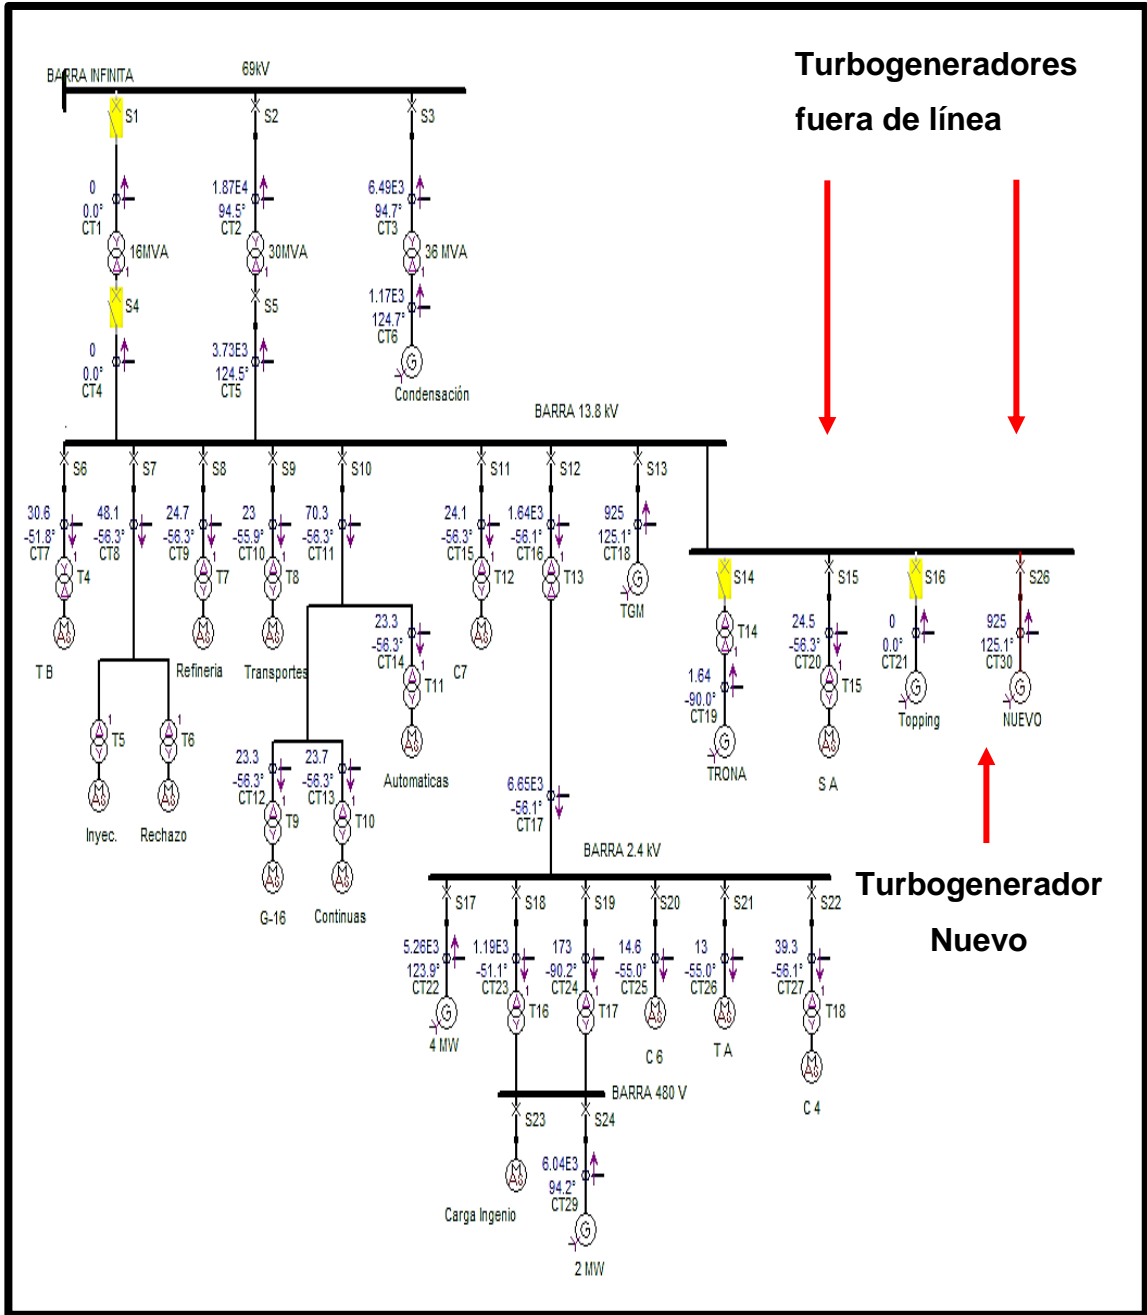 Turbogeneradores
fuera de línea
BARRA INFINITA
69kV
S1
S2
S3
0
0.0°
CT1
1.87E4
94.5°
CT2
6.49E3
94.7°
CT3
16MVA
1
30MVA
1
36 MVA
1
S4
S5
1.17E3
124.7°
CT6
G
Condensación
0
0.0°
CT4
3.73E3
124.5°
CT5
BARRA 13.8 kV
S6
S7
S8
S9
S10
S11
S12
S13
30.6
-51.8°
CT7
48.1
-56.3°
CT8
24.7
-56.3°
CT9
23
-55.9°
CT10
70.3
-56.3°
CT11
24.1
-56.3°
CT15
1.64E3
-56.1°
CT16
925
125.1°
CT18
T4
T7
T8
T12
T13
G
TGM
T B
Refineria
Transportes
C7
23.3
-56.3°
CT14
T11
Automaticas
S14
S15
S16
S26
T14
1.64
-90.0°
CT19
G
TRONA
24.5
-56.3°
CT20
T15
S A
0
0.0°
CT21
G
Topping
925
125.1°
CT30
G
NUEVO
T5
T6
Inyec.
Rechazo
23.3
-56.3°
CT12
T9
G-16
23.7
-56.3°
CT13
T10
Continuas
6.65E3
-56.1°
CT17
BARRA 2.4 kV
Turbogenerador
Nuevo
S17
S18
S19
S20
S21
S22
5.26E3
123.9°
CT22
G
4 MW
1.19E3
-51.1°
CT23
T16
173
-90.2°
CT24
T17
14.6
-55.0°
CT25
C 6
13
-55.0°
CT26
T A
39.3
-56.1°
CT27
T18
C 4
BARRA 480 V
S23
S24
Carga Ingenio
6.04E3
94.2°
CT29
G
2 MW